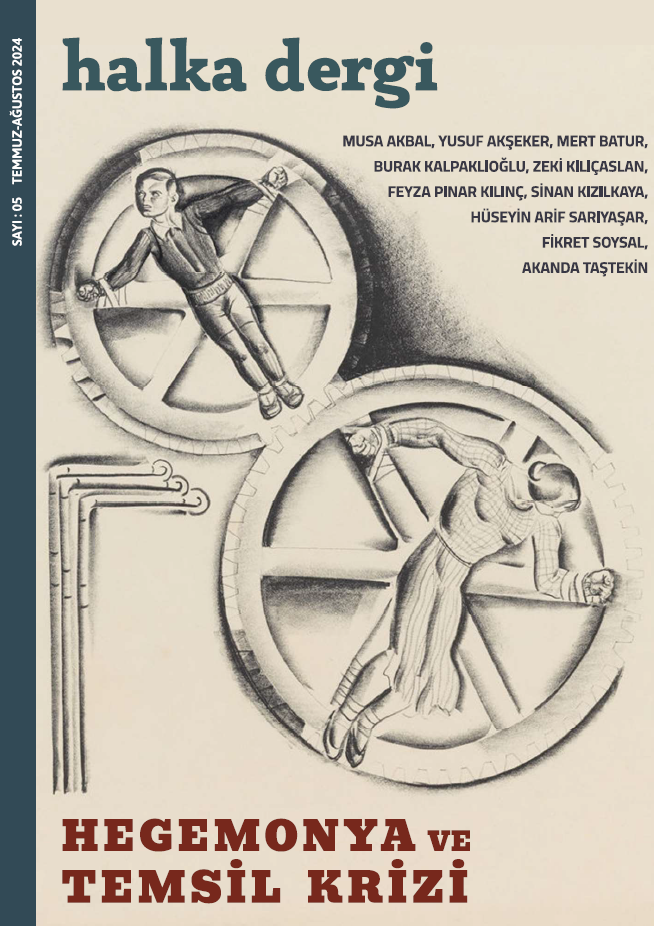 SAYI : 05 TEMMUZ-AĞUSTOS 2024
halka dergi
MUSA AKBAL, YUSUF AKŞEKER, MERT BATUR,
BURAK KALPAKLIOĞLU, ZEKİ KILIÇASLAN,
FEYZA PINAR KILINÇ, SİNAN KIZILKAYA,
HÜSEYİN ARİF SARIYAŞAR,
FİKRET SOYSAL,
AKANDA TAŞTEKİN
HEGEMONYA VE
TEMSİL KRİZİ